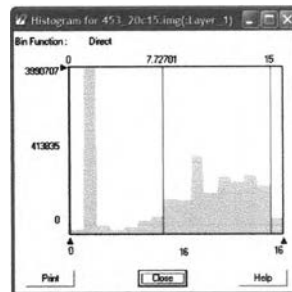 Histogram for 453_20c15.img(:Layer_1)
Bin Function : Direct
0 7.72701 15
3990707
413835
0
0 16 16
Print Close Help